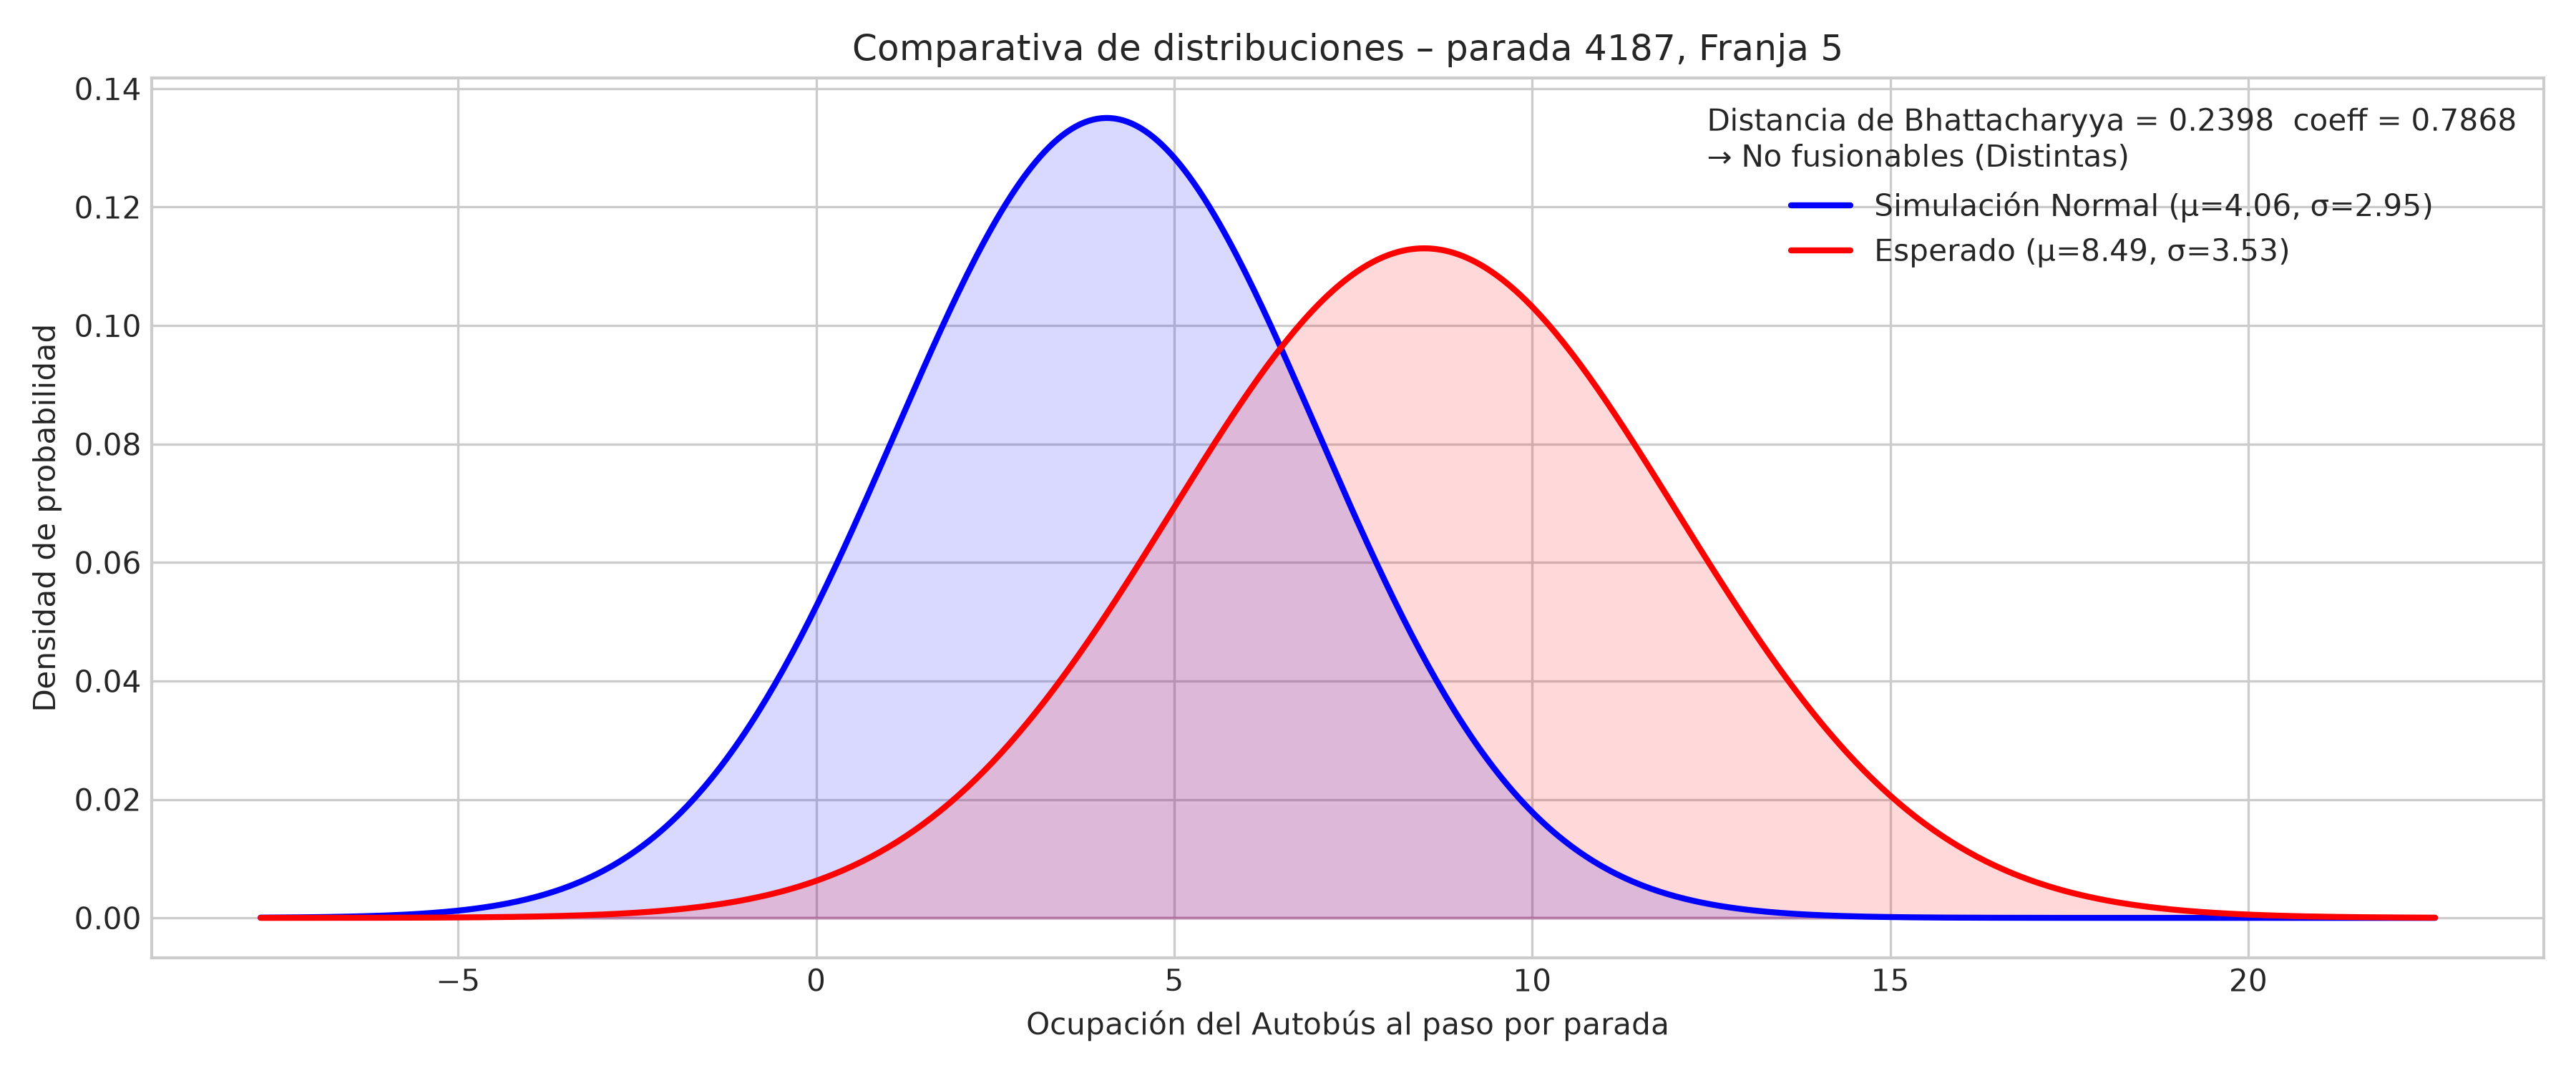 Comparativa de distribuciones – parada 4187, Franja 5
Distancia de Bhattacharyya = 0.2398  coeff = 0.7868
→ No fusionables (Distintas)
Simulación Normal (μ=4.06, σ=2.95)
Esperado (μ=8.49, σ=3.53)
Densidad de probabilidad
0.14
0.12
0.10
0.08
0.06
0.04
0.02
0.00
−5 0 5 10 15 20
Ocupación del Autobús al paso por parada